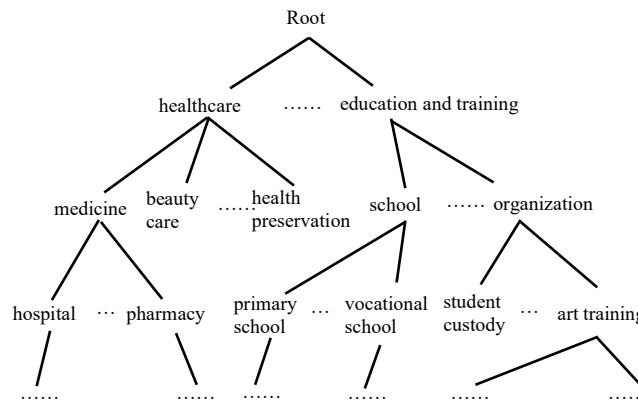 Root
healthcare ...... education and training
medicine beauty care ...... health preservation school ...... organization
hospital ... pharmacy primary school ... vocational school student custody ... art training
...... ...... ...... ...... ...... ......